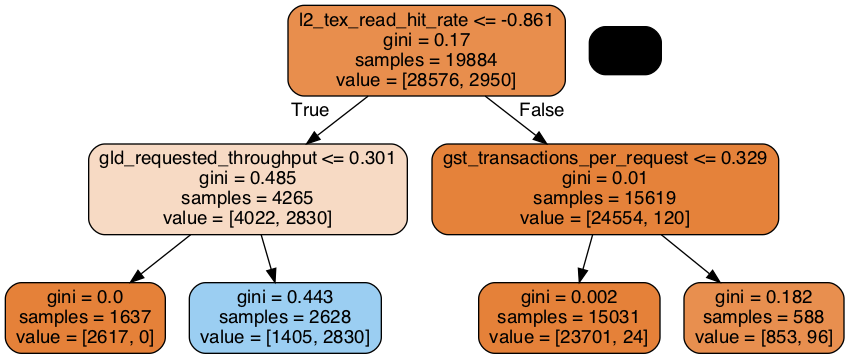 l2_tex_read_hit_rate <= -0.861
gini = 0.17
samples = 19884
value = [28576, 2950]
True
False
gld_requested_throughput <= 0.301
gini = 0.485
samples = 4265
value = [4022, 2830]
gst_transactions_per_request <= 0.329
gini = 0.01
samples = 15619
value = [24554, 120]
gini = 0.0
samples = 1637
value = [2617, 0]
gini = 0.443
samples = 2628
value = [1405, 2830]
gini = 0.002
samples = 15031
value = [23701, 24]
gini = 0.182
samples = 588
value = [853, 96]